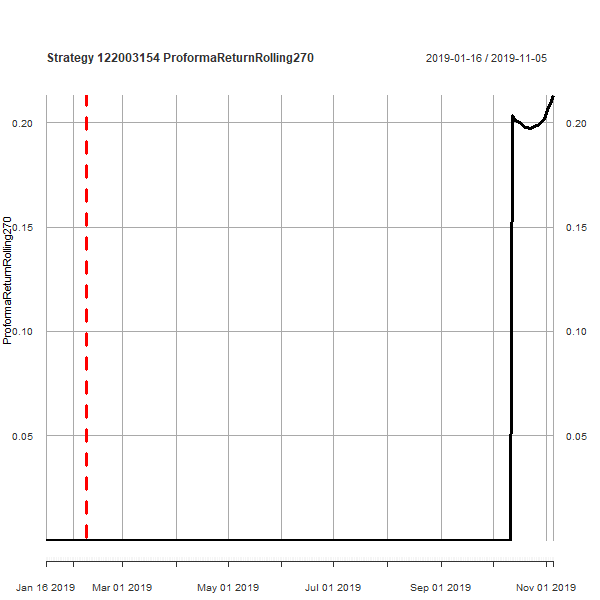 Strategy 122003154 ProformaReturnRolling270
2019-01-16 / 2019-11-05
0.20
0.20
0.15
0.15
ProformaReturnRolling270
0.10
0.10
0.05
0.05
Jan 16 2019
Mar 01 2019
May 01 2019
Jul 01 2019
Sep 01 2019
Nov 01 2019